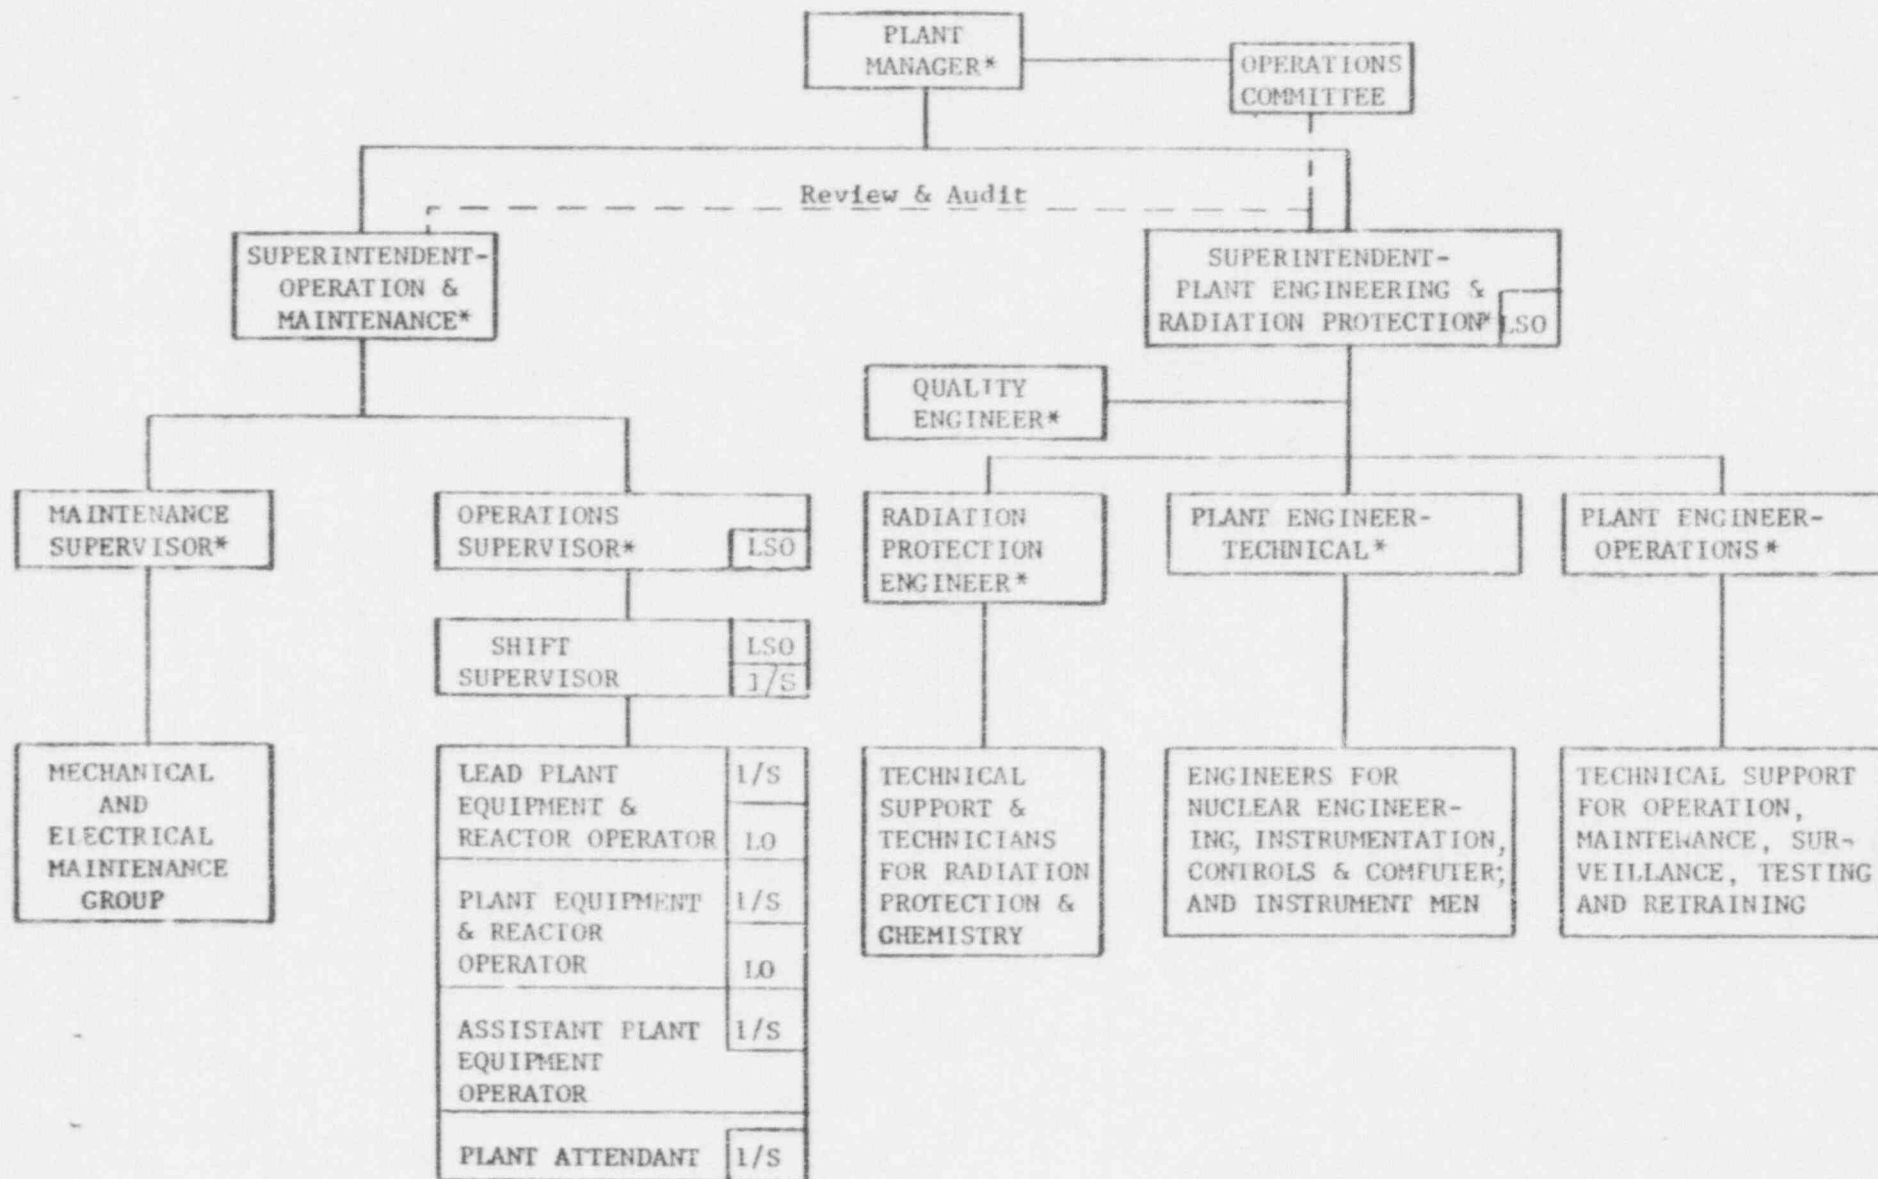 PLANT
MANAGER*
OPERATIONS
COMMITTEE
Review & Audit
SUPERINTENDENT-
OPERATION &
MAINTENANCE*
SUPERINTENDENT-
PLANT ENGINEERING &
RADIATION PROTECTION*
LSO
QUALITY
ENGINEER*
MAINTENANCE
SUPERVISOR*
OPERATIONS
SUPERVISOR*
LSO
RADIATION
PROTECTION
ENGINEER*
PLANT ENGINEER-
TECHNICAL*
PLANT ENGINEER-
OPERATIONS*
SHIFT
SUPERVISOR
LSO
1/S
MECHANICAL
AND
ELECTRICAL
MAINTENANCE
GROUP
LEAD PLANT
EQUIPMENT &
REACTOR OPERATOR
1/S
LO
PLANT EQUIPMENT
& REACTOR
OPERATOR
1/S
LO
ASSISTANT PLANT
EQUIPMENT
OPERATOR
1/S
PLANT ATTENDANT
1/S
TECHNICAL
SUPPORT &
TECHNICIANS
FOR RADIATION
PROTECTION &
CHEMISTRY
ENGINEERS FOR
NUCLEAR ENGINEER-
ING, INSTRUMENTATION,
CONTROLS & COMPUTER;
AND INSTRUMENT MEN
TECHNICAL SUPPORT
FOR OPERATION,
MAINTENANCE, SUR-
VEILLANCE, TESTING
AND RETRAINING